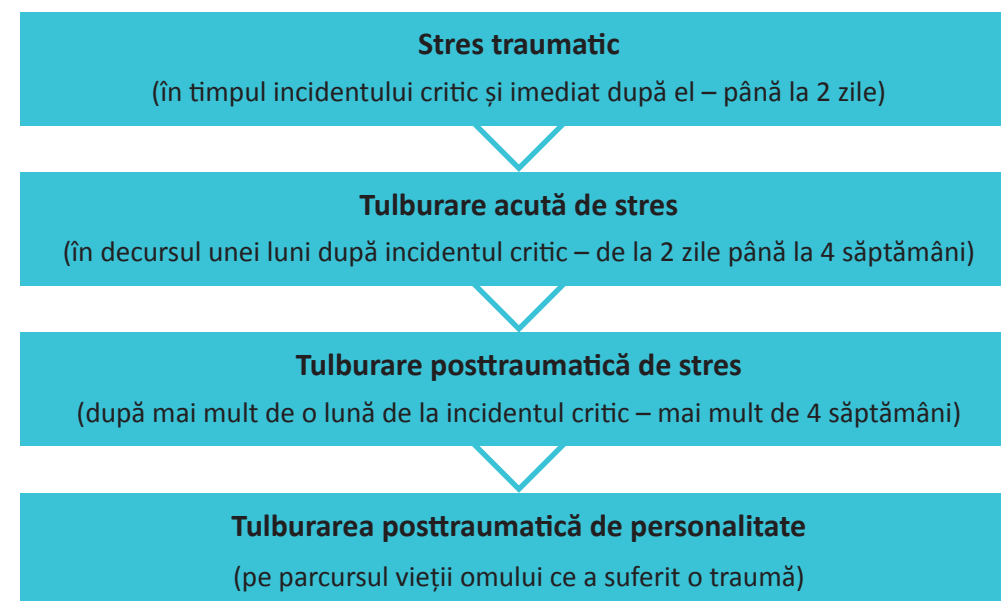 Stres traumatic
(în timpul incidentului critic și imediat după el – până la 2 zile)
Tulburare acută de stres
(în decursul unei luni după incidentul critic – de la 2 zile până la 4 săptămâni)
Tulburare posttraumatică de stres
(după mai mult de o lună de la incidentul critic – mai mult de 4 săptămâni)
Tulburarea posttraumatică de personalitate
(pe parcursul vieții omului ce a suferit o traumă)